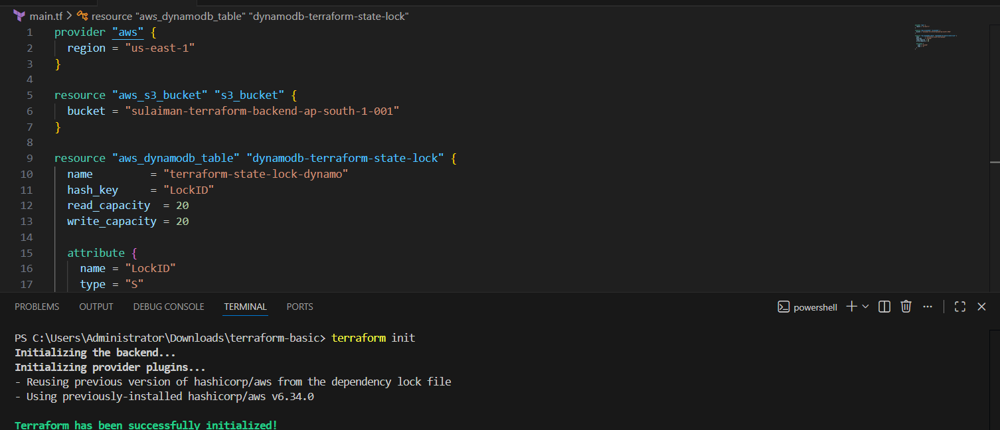 main.tf > resource "aws_dynamodb_table" "dynamodb-terraform-state-lock"
1 provider "aws" {
2   region = "us-east-1"
3 }
4
5 resource "aws_s3_bucket" "s3_bucket" {
6   bucket = "sulaiman-terraform-backend-ap-south-1-001"
7 }
8
9 resource "aws_dynamodb_table" "dynamodb-terraform-state-lock" {
10   name         = "terraform-state-lock-dynamo"
11   hash_key     = "LockID"
12   read_capacity  = 20
13   write_capacity = 20
14
15   attribute {
16     name = "LockID"
17     type = "S"
PROBLEMS OUTPUT DEBUG CONSOLE TERMINAL PORTS powershell
PS C:\Users\Administrator\Downloads\terraform-basic> terraform init
Initializing the backend...
Initializing provider plugins...
- Reusing previous version of hashicorp/aws from the dependency lock file
- Using previously-installed hashicorp/aws v6.34.0
Terraform has been successfully initialized!